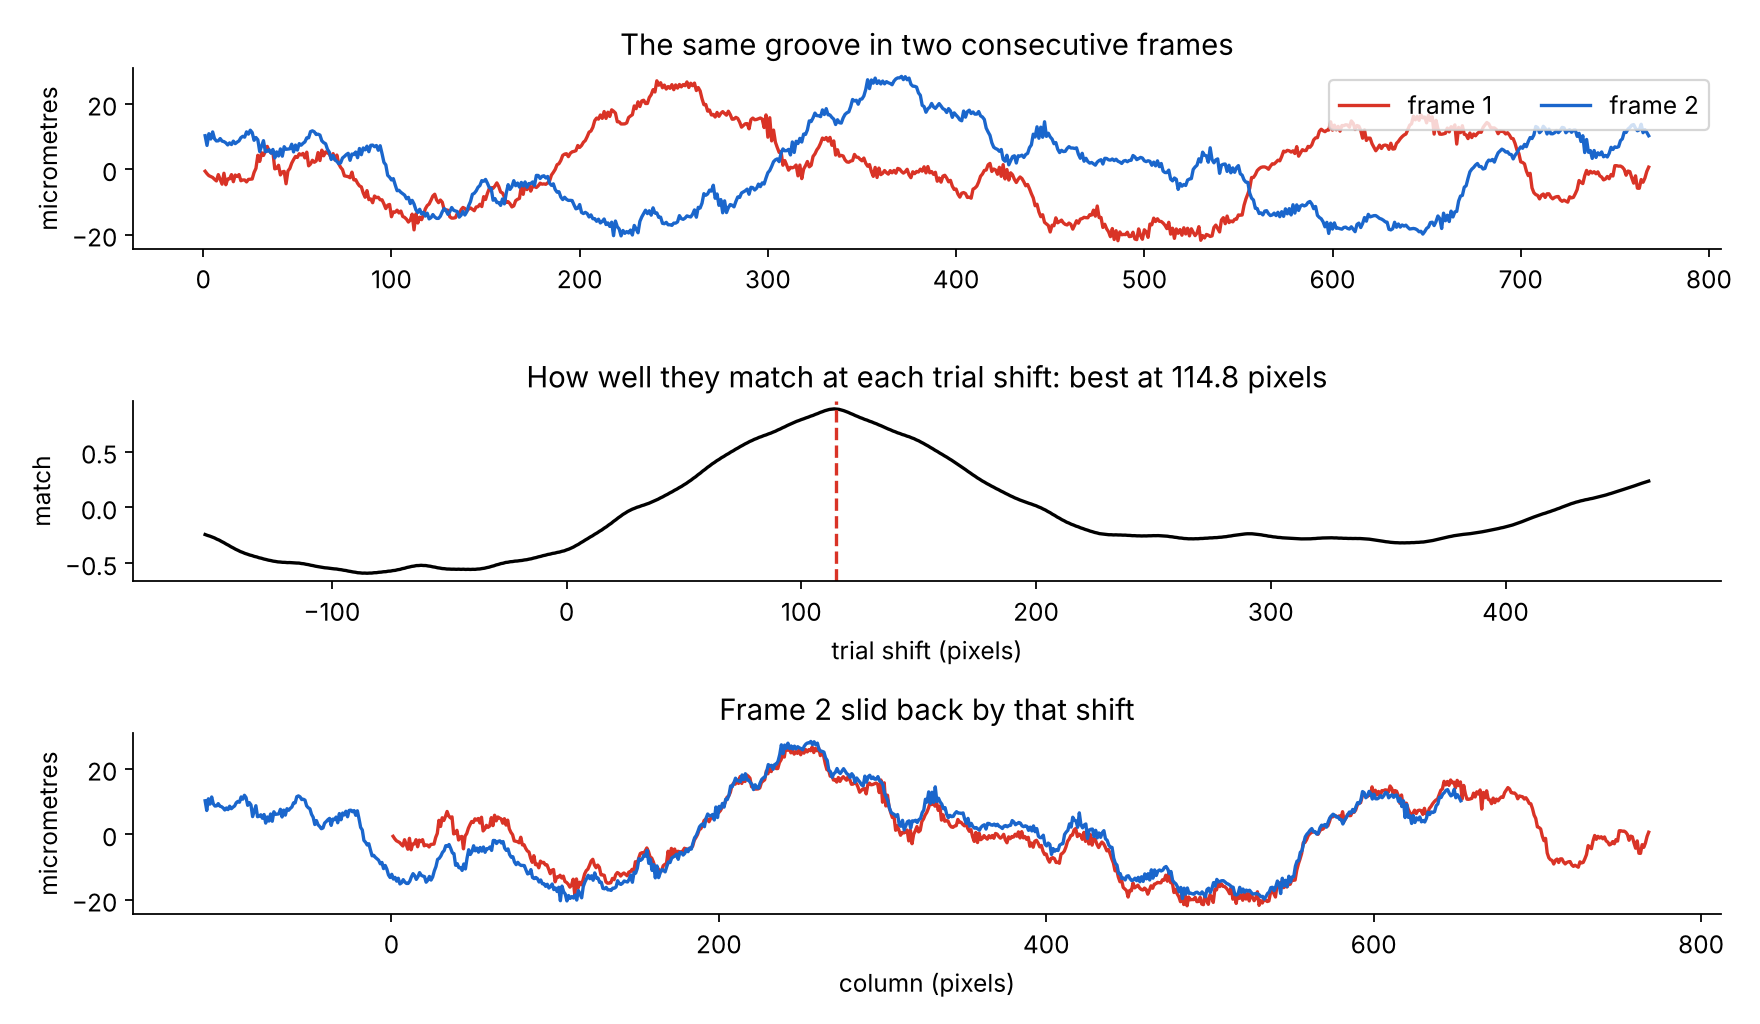 The same groove in two consecutive frames
micrometres
20
0
−20
frame 1
frame 2
0 100 200 300 400 500 600 700 800
How well they match at each trial shift: best at 114.8 pixels
match
0.5
0.0
−0.5
−100 0 100 200 300 400
trial shift (pixels)
Frame 2 slid back by that shift
micrometres
20
0
−20
0 200 400 600 800
column (pixels)